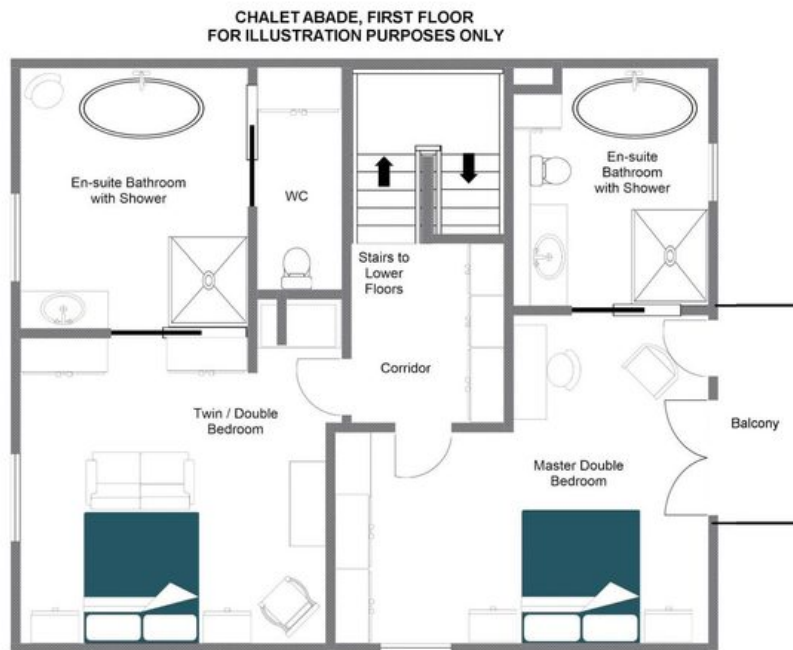 CHALET ABADE, FIRST FLOOR
FOR ILLUSTRATION PURPOSES ONLY
En-suite Bathroom
with Shower
WC
En-suite
Bathroom
with Shower
Stairs to
Lower
Floors
Corridor
Twin / Double
Bedroom
Balcony
Master Double
Bedroom